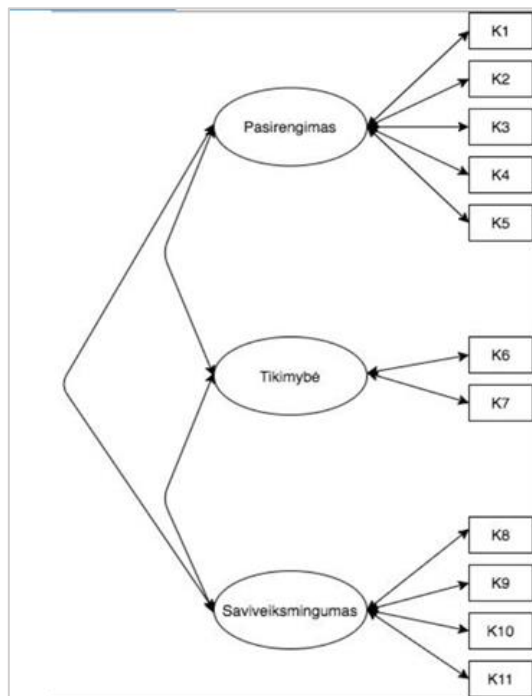 K1
K2
Pasirengimas
K3
K4
K5
K6
Tikimybė
K7
K8
K9
Saviveiksmingumas
K10
K11